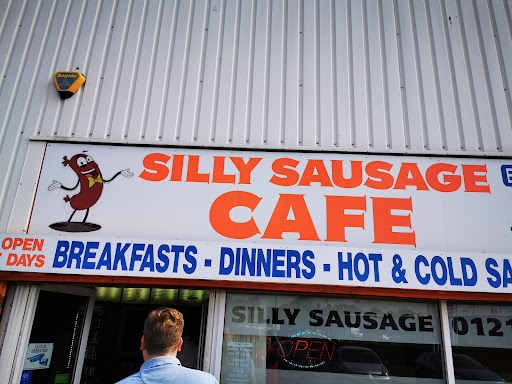 SILLY SAUSAGE
CAFE
OPEN
DAYS
BREAKFASTS - DINNERS - HOT & COLD SA
SILLY SAUSAGE 0121
OPEN